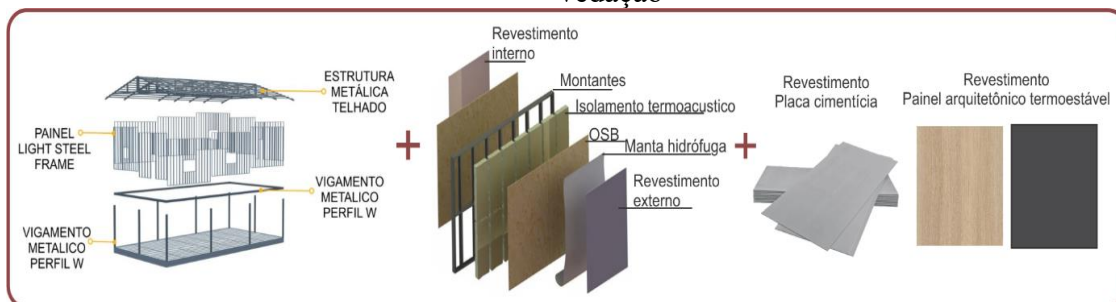 vedação
ESTRUTURA
METÁLICA
TELHADO
PAINEL
LIGHT STEEL
FRAME
VIGAMENTO
METALICO
PERFIL W
VIGAMENTO
METALICO
PERFIL W
+
Revestimento
interno
Montantes
Isolamento termoacustico
OSB
Manta hidrófuga
Revestimento
externo
+
Revestimento
Placa cimentícia
Revestimento
Painel arquitetônico termoestável